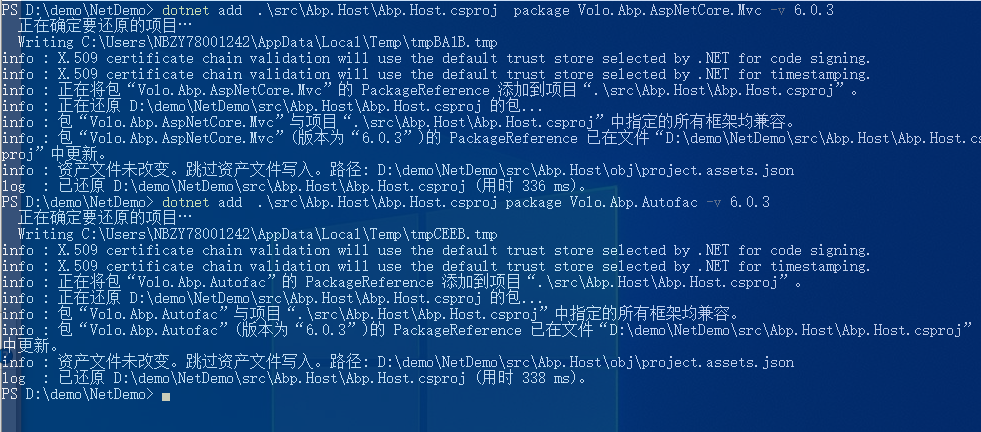 PS D:\demo\NetDemo> dotnet add .\src\Abp.Host\Abp.Host.csproj  package Volo.Abp.AspNetCore.Mvc -v 6.0.3
  正在确定要还原的项目…
  Writing C:\Users\NBZY78001242\AppData\Local\Temp\tmpBA1B.tmp
info : X.509 certificate chain validation will use the default trust store selected by .NET for code signing.
info : X.509 certificate chain validation will use the default trust store selected by .NET for timestamping.
info : 正在将包“Volo.Abp.AspNetCore.Mvc”的 PackageReference 添加到项目“.\src\Abp.Host\Abp.Host.csproj”。
info : 正在还原 D:\demo\NetDemo\src\Abp.Host\Abp.Host.csproj 的包...
info : 包“Volo.Abp.AspNetCore.Mvc”与项目“.\src\Abp.Host\Abp.Host.csproj”中指定的所有框架均兼容。
info : 包“Volo.Abp.AspNetCore.Mvc”(版本为“6.0.3”)的 PackageReference 已在文件“D:\demo\NetDemo\src\Abp.Host\Abp.Host.cs
proj”中更新。
info : 资产文件未改变。跳过资产文件写入。路径: D:\demo\NetDemo\src\Abp.Host\obj\project.assets.json
log  : 已还原 D:\demo\NetDemo\src\Abp.Host\Abp.Host.csproj (用时 336 ms)。
PS D:\demo\NetDemo> dotnet add .\src\Abp.Host\Abp.Host.csproj package Volo.Abp.Autofac -v 6.0.3
  正在确定要还原的项目…
  Writing C:\Users\NBZY78001242\AppData\Local\Temp\tmpCEEB.tmp
info : X.509 certificate chain validation will use the default trust store selected by .NET for code signing.
info : X.509 certificate chain validation will use the default trust store selected by .NET for timestamping.
info : 正在将包“Volo.Abp.Autofac”的 PackageReference 添加到项目“.\src\Abp.Host\Abp.Host.csproj”。
info : 正在还原 D:\demo\NetDemo\src\Abp.Host\Abp.Host.csproj 的包...
info : 包“Volo.Abp.Autofac”与项目“.\src\Abp.Host\Abp.Host.csproj”中指定的所有框架均兼容。
info : 包“Volo.Abp.Autofac”(版本为“6.0.3”)的 PackageReference 已在文件“D:\demo\NetDemo\src\Abp.Host\Abp.Host.csproj”
中更新。
info : 资产文件未改变。跳过资产文件写入。路径: D:\demo\NetDemo\src\Abp.Host\obj\project.assets.json
log  : 已还原 D:\demo\NetDemo\src\Abp.Host\Abp.Host.csproj (用时 338 ms)。
PS D:\demo\NetDemo>